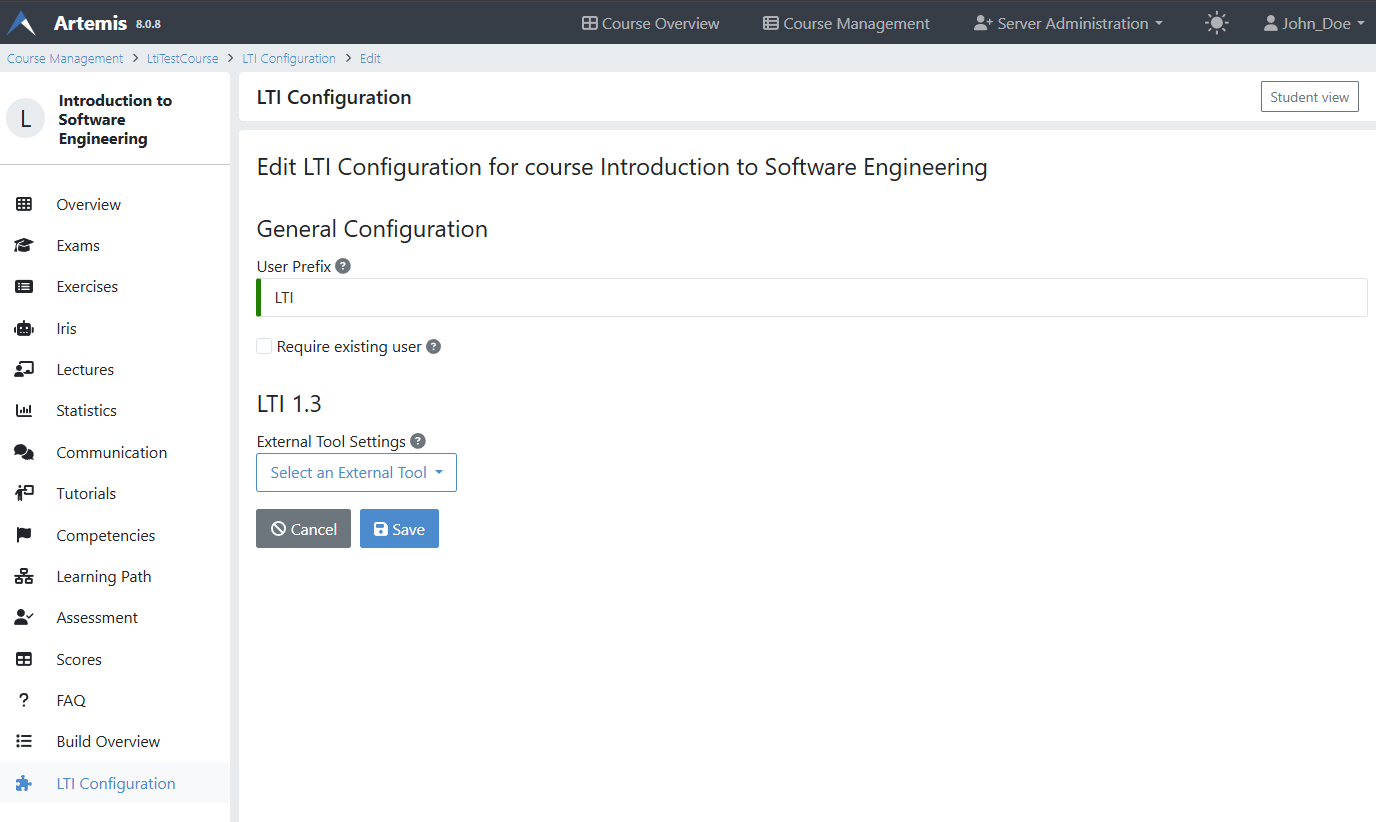 Artemis 8.0.8 Course Overview Course Management Server Administration John_Doe
Course Management LtiTestCourse LTI Configuration Edit
L
Introduction to
Software
Engineering
Overview
Exams
Exercises
Iris
Lectures
Statistics
Communication
Tutorials
Competencies
Learning Path
Assessment
Scores
? FAQ
Build Overview
LTI Configuration
LTI Configuration Student view
Edit LTI Configuration for course Introduction to Software Engineering
General Configuration
User Prefix ?
LTI
Require existing user ?
LTI 1.3
External Tool Settings ?
Select an External Tool
Cancel Save